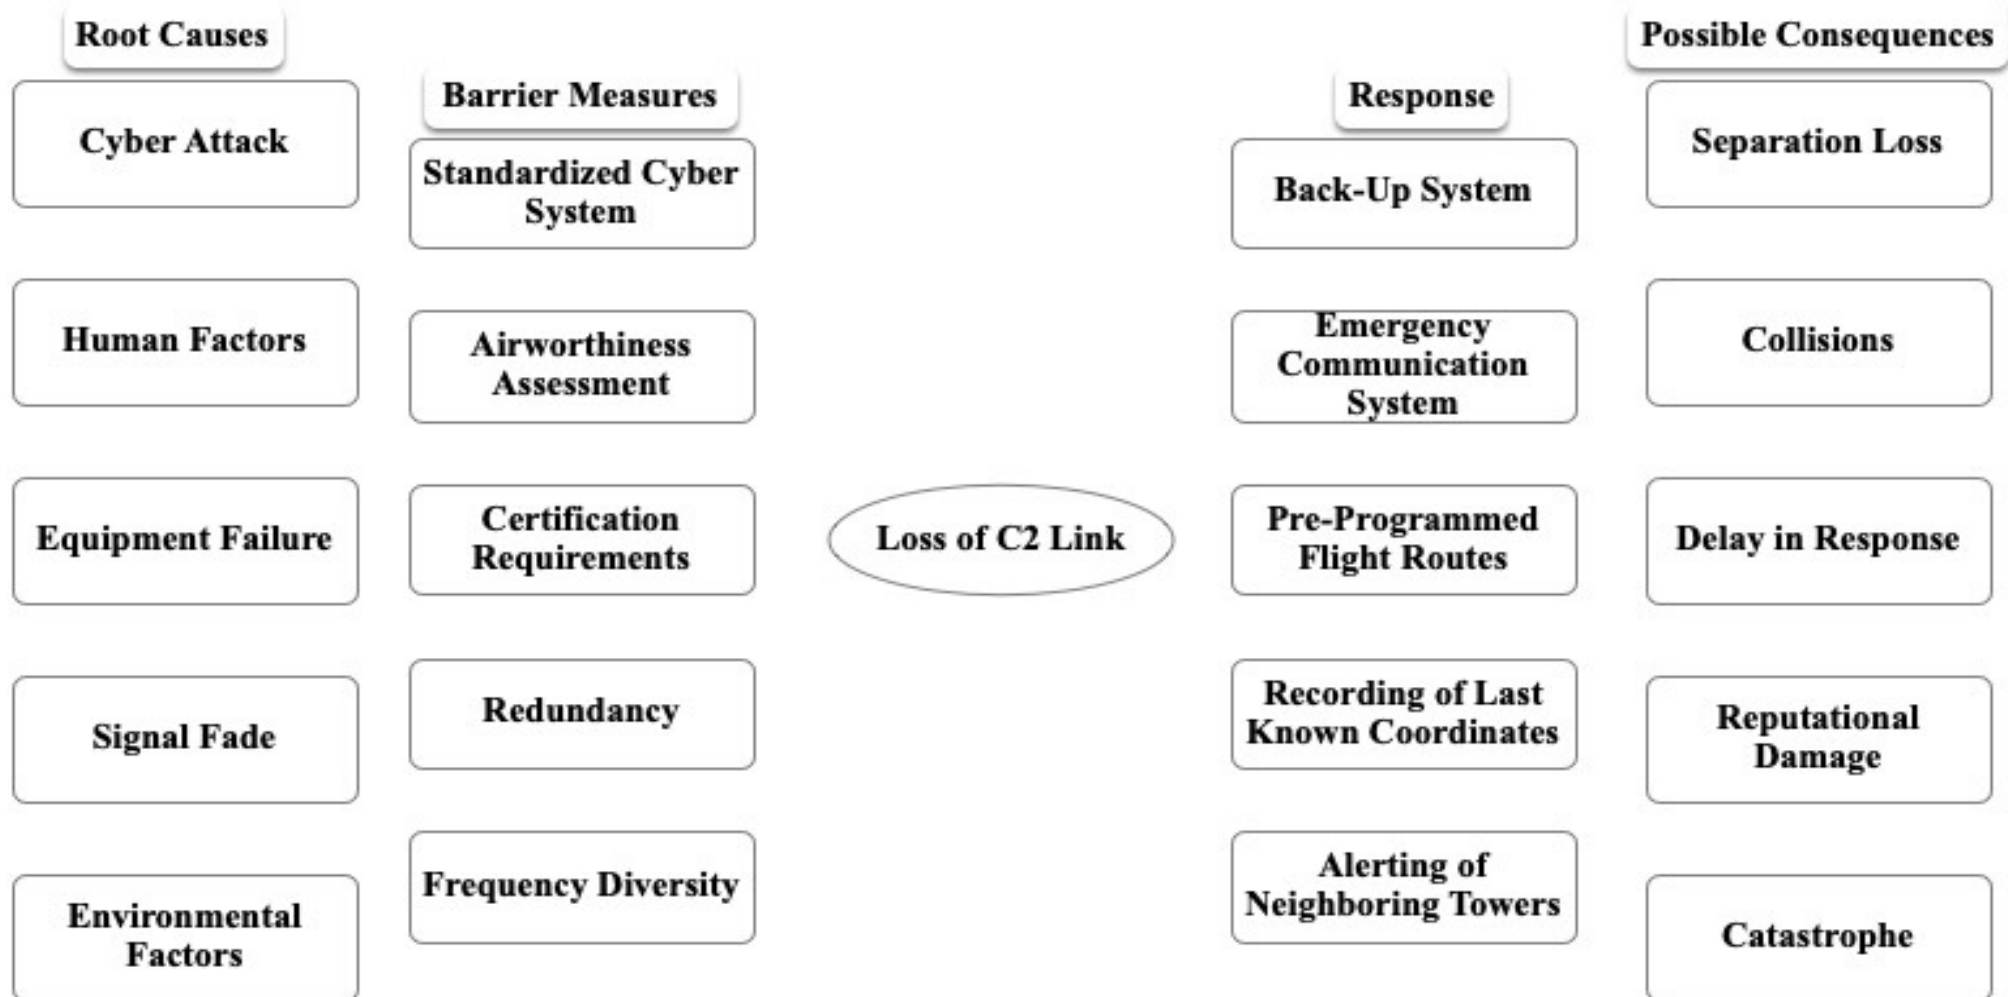 Root Causes
Cyber Attack
Human Factors
Equipment Failure
Signal Fade
Environmental
Factors
Barrier Measures
Standardized Cyber
System
Airworthiness
Assessment
Certification
Requirements
Redundancy
Frequency Diversity
Loss of C2 Link
Response
Back-Up System
Emergency
Communication
System
Pre-Programmed
Flight Routes
Recording of Last
Known Coordinates
Alerting of
Neighboring Towers
Possible Consequences
Separation Loss
Collisions
Delay in Response
Reputational
Damage
Catastrophe